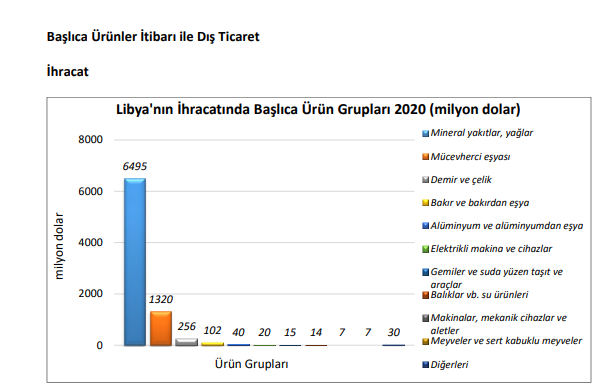 Başlıca Ürünler İtibarı ile Dış Ticaret
İhracat
Libya'nın İhracatında Başlıca Ürün Grupları 2020 (milyon dolar)
milyon dolar
8000
6000
4000
2000
0
6495
1320
256
102
40
20
15
14
7
7
30
Ürün Grupları
Mineral yakıtlar, yağlar
Mücevherci eşyası
Demir ve çelik
Bakır ve bakırdan eşya
Alüminyum ve alüminyumdan eşya
Elektrikli makina ve cihazlar
Gemiler ve suda yüzen taşıt ve
araçlar
Balıklar vb. su ürünleri
Makinalar, mekanik cihazlar ve
aletler
Meyveler ve sert kabuklu meyveler
Diğerleri